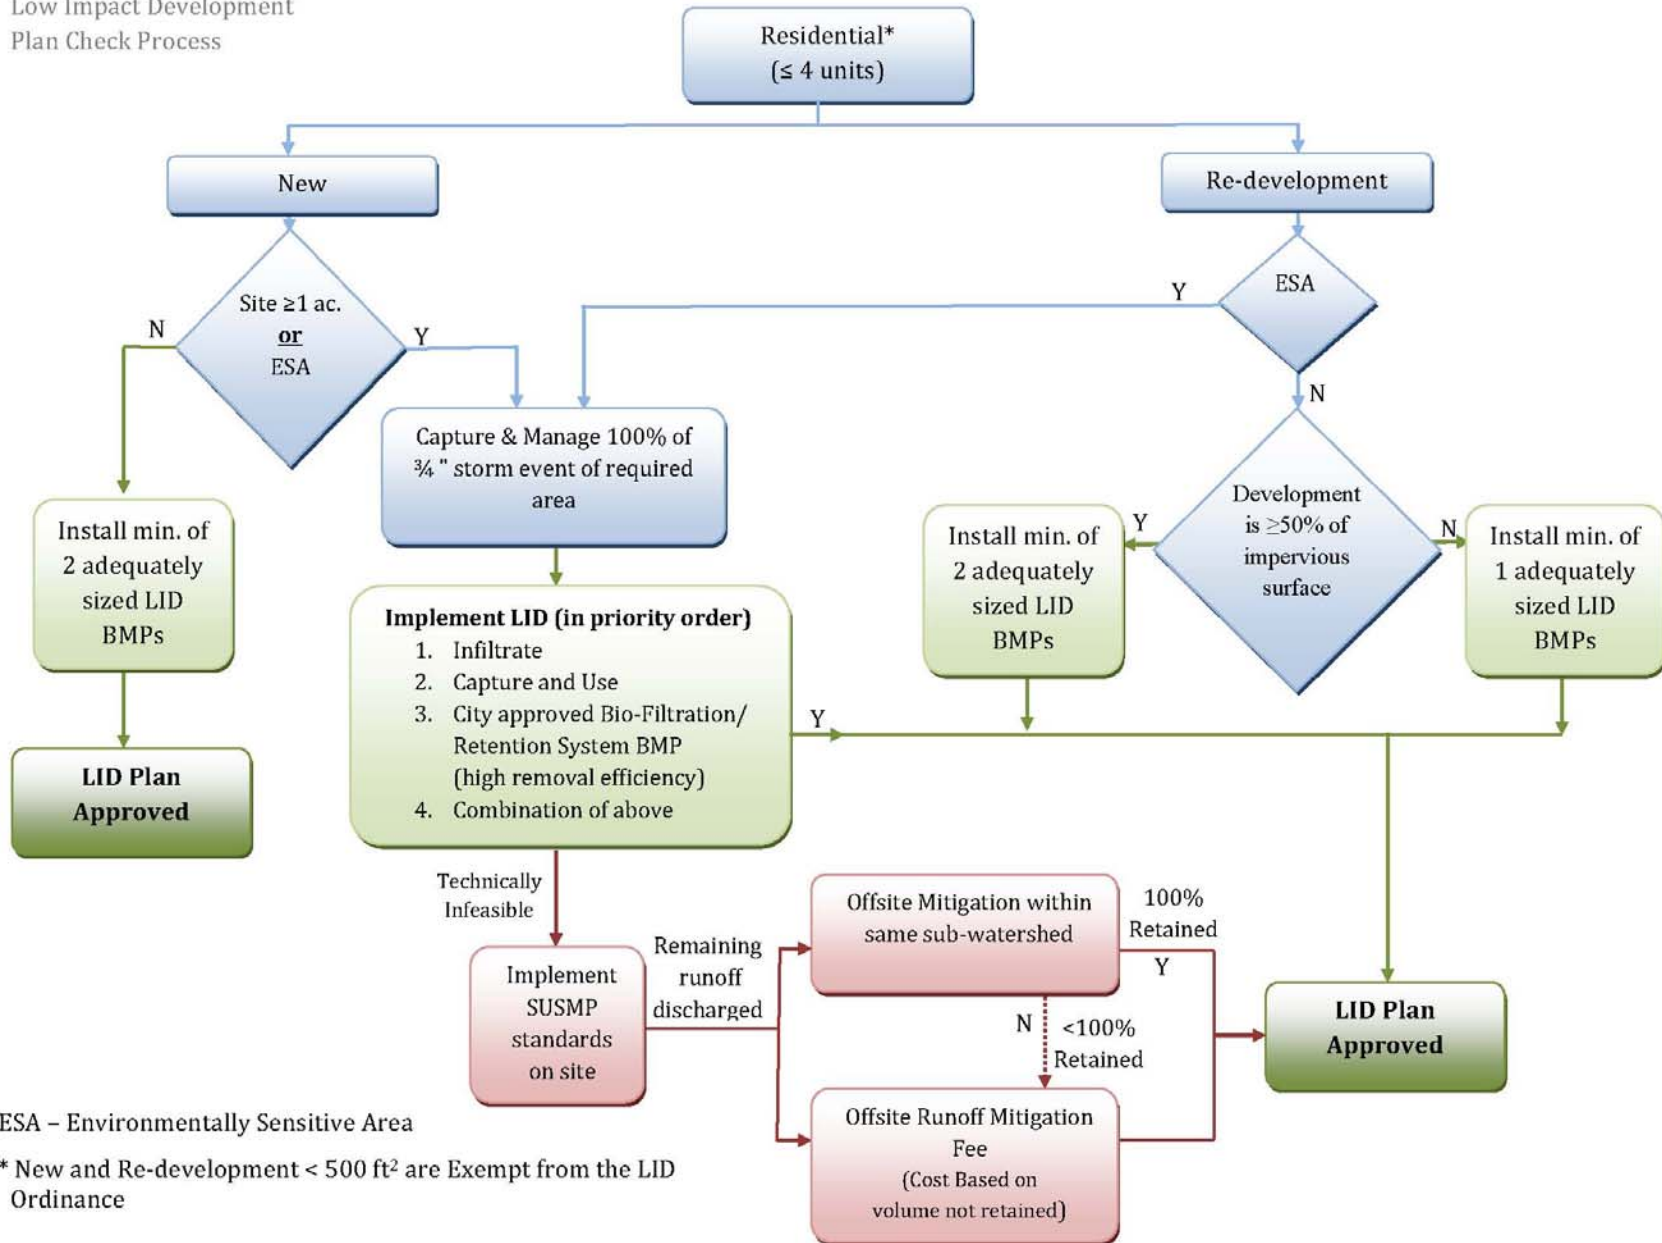 Low Impact Development
Plan Check Process
Residential*
(≤ 4 units)
New
Re-development
Site ≥1 ac.
or
ESA
N
Y
ESA
Y
N
Capture & Manage 100% of
¾ " storm event of required
area
Development
is ≥50% of
impervious
surface
Y
N
Install min. of
2 adequately
sized LID
BMPs
Install min. of
2 adequately
sized LID
BMPs
Install min. of
1 adequately
sized LID
BMPs
Implement LID (in priority order)
1. Infiltrate
2. Capture and Use
3. City approved Bio-Filtration/
Retention System BMP
(high removal efficiency)
4. Combination of above
Y
LID Plan
Approved
Technically
Infeasible
Implement
SUSMP
standards
on site
Remaining
runoff
discharged
Offsite Mitigation within
same sub-watershed
100%
Retained
Y
N
<100%
Retained
Offsite Runoff Mitigation
Fee
(Cost Based on
volume not retained)
LID Plan
Approved
ESA – Environmentally Sensitive Area
* New and Re-development < 500 ft² are Exempt from the LID
Ordinance